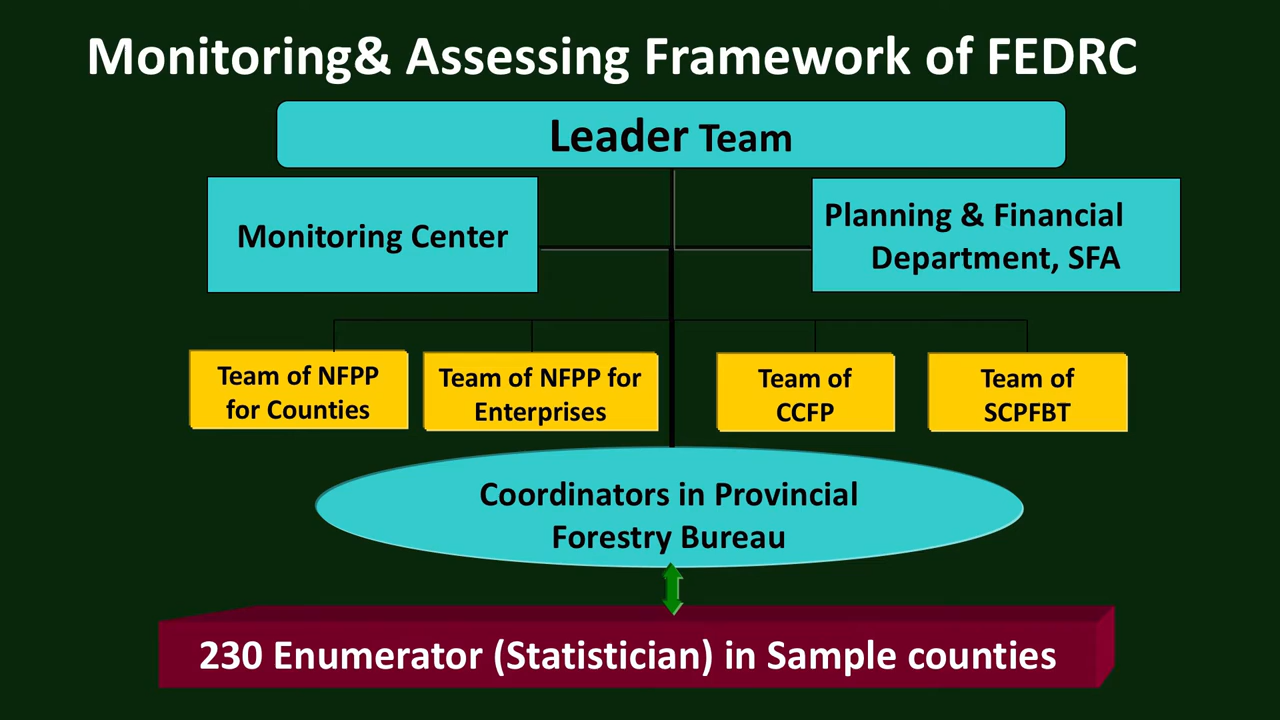 Monitoring& Assessing Framework of FEDRC
Leader Team
Monitoring Center
Planning & Financial
Department, SFA
Team of NFPP
for Counties
Team of NFPP for
Enterprises
Team of
CCFP
Team of
SCPFBT
Coordinators in Provincial
Forestry Bureau
230 Enumerator (Statistician) in Sample counties